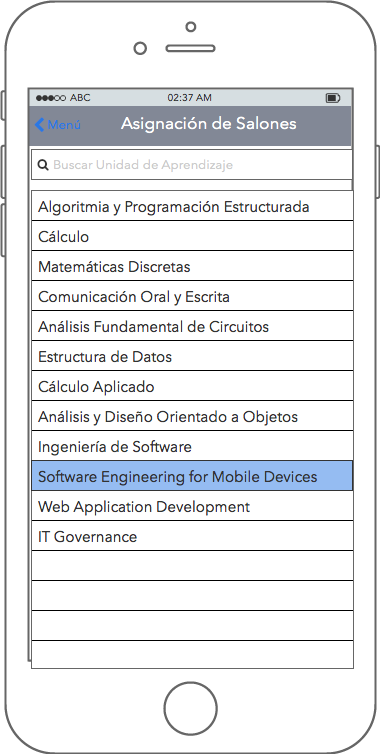 ABC 02:37 AM
Menú Asignación de Salones
Buscar Unidad de Aprendizaje
Algoritmia y Programación Estructurada
Cálculo
Matemáticas Discretas
Comunicación Oral y Escrita
Análisis Fundamental de Circuitos
Estructura de Datos
Cálculo Aplicado
Análisis y Diseño Orientado a Objetos
Ingeniería de Software
Software Engineering for Mobile Devices
Web Application Development
IT Governance